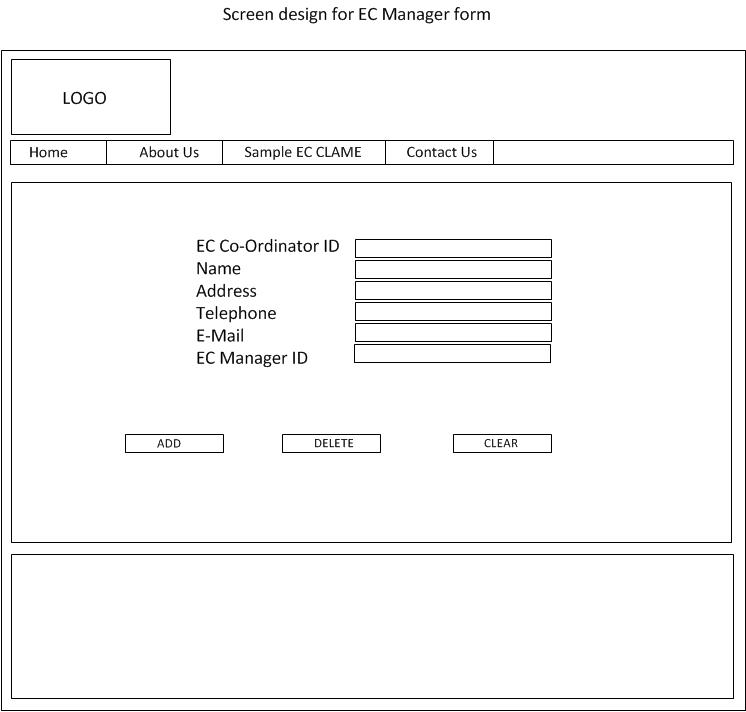 Screen design for EC Manager form
LOGO
Home About Us Sample EC CLAME Contact Us
EC Co-Ordinator ID
Name
Address
Telephone
E-Mail
EC Manager ID
ADD DELETE CLEAR